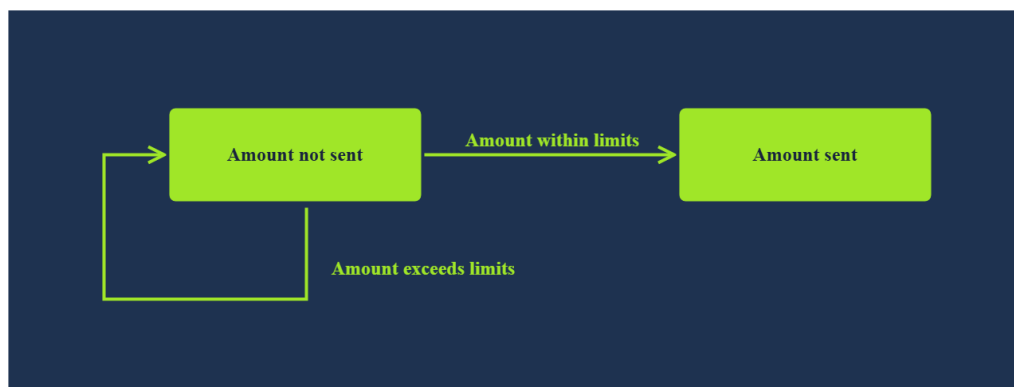 Amount within limits
Amount not sent
Amount sent
Amount exceeds limits